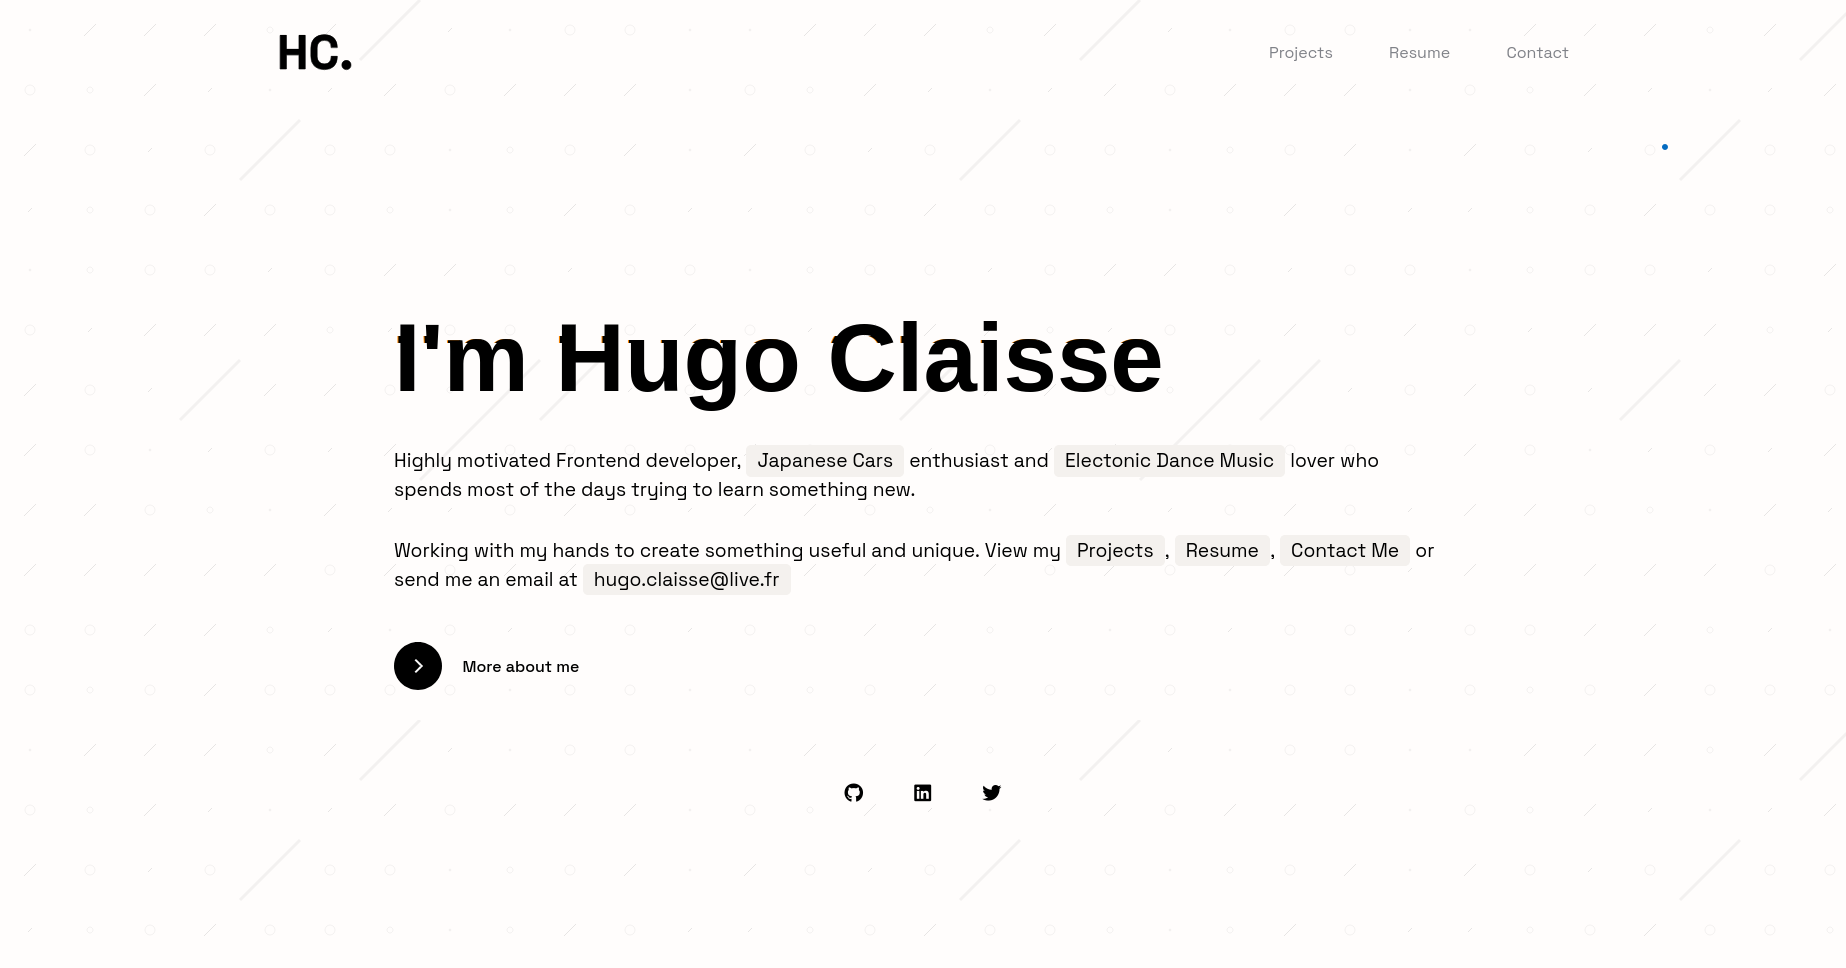 HC.
Projects Resume Contact
I'm Hugo Claisse
Highly motivated Frontend developer, Japanese Cars enthusiast and Electonic Dance Music lover who
spends most of the days trying to learn something new.
Working with my hands to create something useful and unique. View my Projects , Resume , Contact Me or
send me an email at hugo.claisse@live.fr
More about me